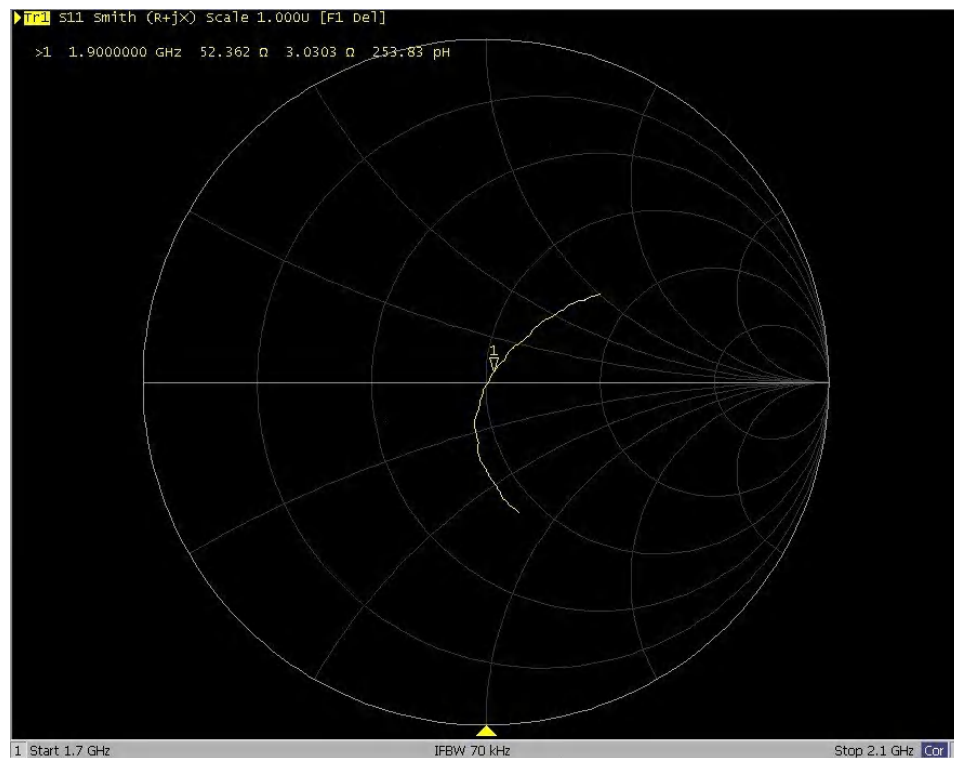 Tr1 S11 Smith (R+jX) Scale 1.000U [F1 Del]
>1 1.9000000 GHz 52.362 Ω 3.0303 Ω 253.83 pH
1
1 Start 1.7 GHz IFBW 70 kHz Stop 2.1 GHz Cor